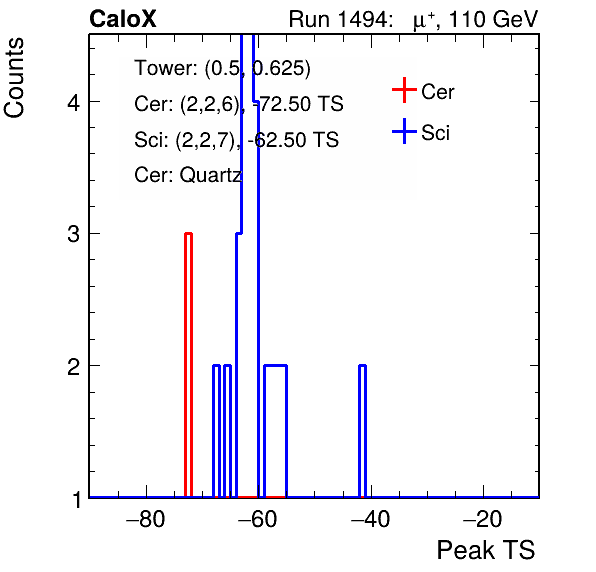 CaloX Run 1494: μ⁺, 110 GeV
Counts
Tower: (0.5, 0.625)
Cer: (2,2,6), -72.50 TS
Sci: (2,2,7), -62.50 TS
Cer: Quartz
Cer
Sci
4
3
2
1
−80 −60 −40 −20
Peak TS